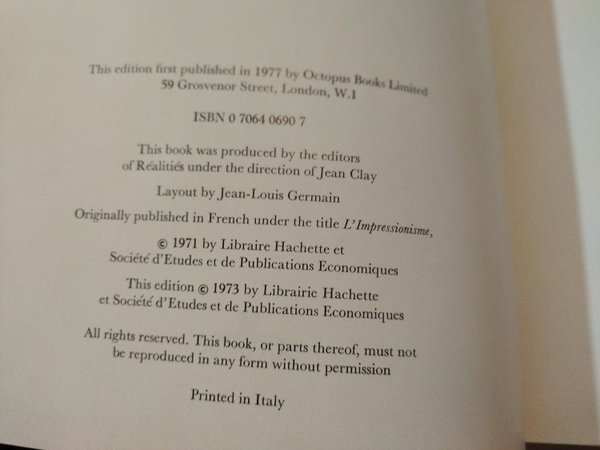 This edition first published in 1977 by Octopus Books Limited
59 Grosvenor Street, London, W.1
ISBN 0 7064 0690 7
This book was produced by the editors
of Réalitiés under the direction of Jean Clay
Layout by Jean-Louis Germain
Originally published in French under the title L'Impressionisme,
© 1971 by Libraire Hachette et
Société d'Etudes et de Publications Economiques
This edition © 1973 by Librairie Hachette
et Société d'Etudes et de Publications Economiques
All rights reserved. This book, or parts thereof, must not
be reproduced in any form without permission
Printed in Italy